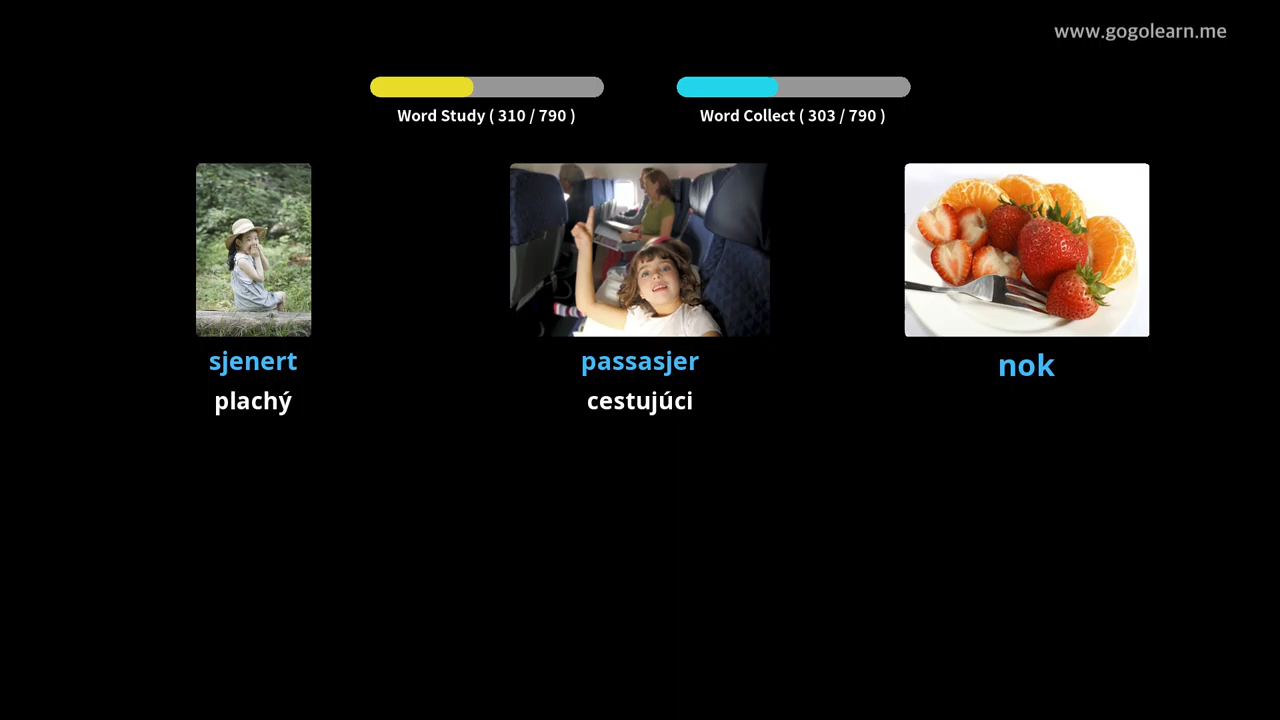 www.gogolearn.me
Word Study ( 310 / 790 )
Word Collect ( 303 / 790 )
sjenert
plachý
passasjer
cestujúci
nok